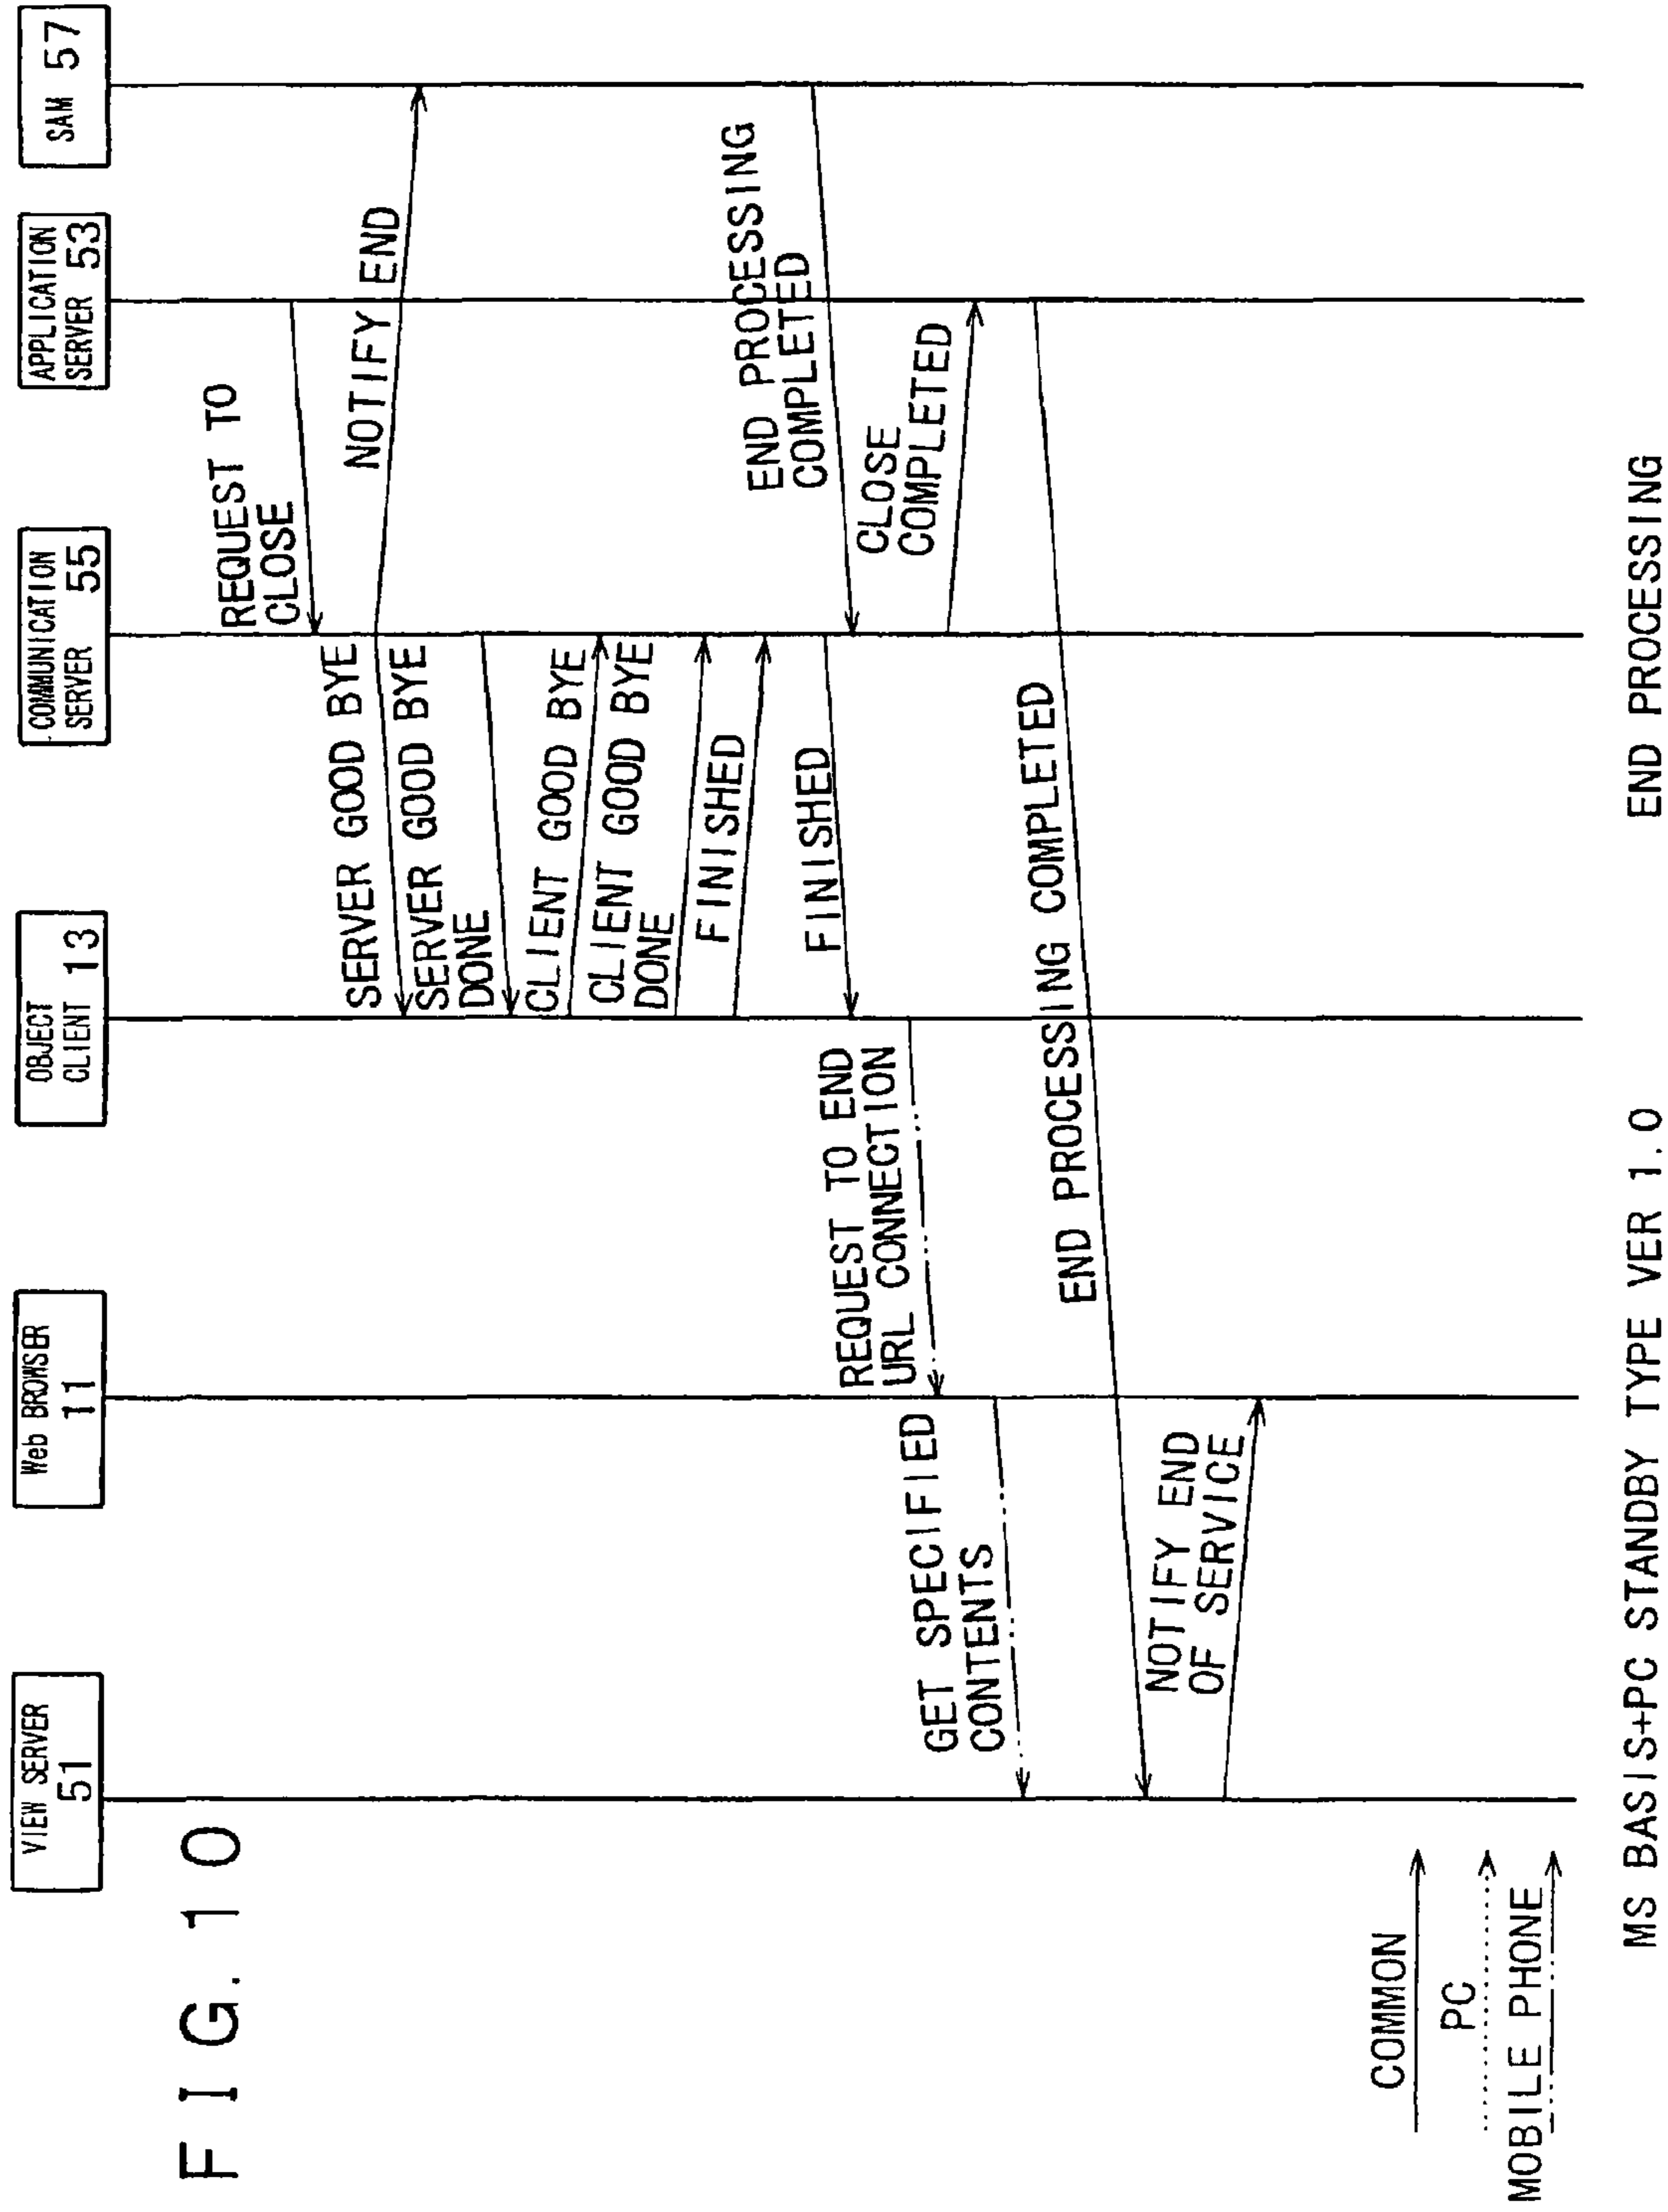 FIG. 10
VIEW SERVER
51
Web BROWSER
11
OBJECT
CLIENT 13
COMMUNICATION
SERVER 55
APPLICATION
SERVER 53
SAM 57
REQUEST TO
CLOSE
SERVER GOOD BYE
NOTIFY END
SERVER GOOD BYE
DONE
CLIENT GOOD BYE
CLIENT GOOD BYE
DONE
FINISHED
FINISHED
END PROCESSING
COMPLETED
REQUEST TO END
URL CONNECTION
CLOSE
COMPLETED
GET SPECIFIED
CONTENTS
END PROCESSING COMPLETED
NOTIFY END
OF SERVICE
COMMON
PC
MOBILE PHONE
MS BASIS+PC STANDBY TYPE VER 1.0
END PROCESSING